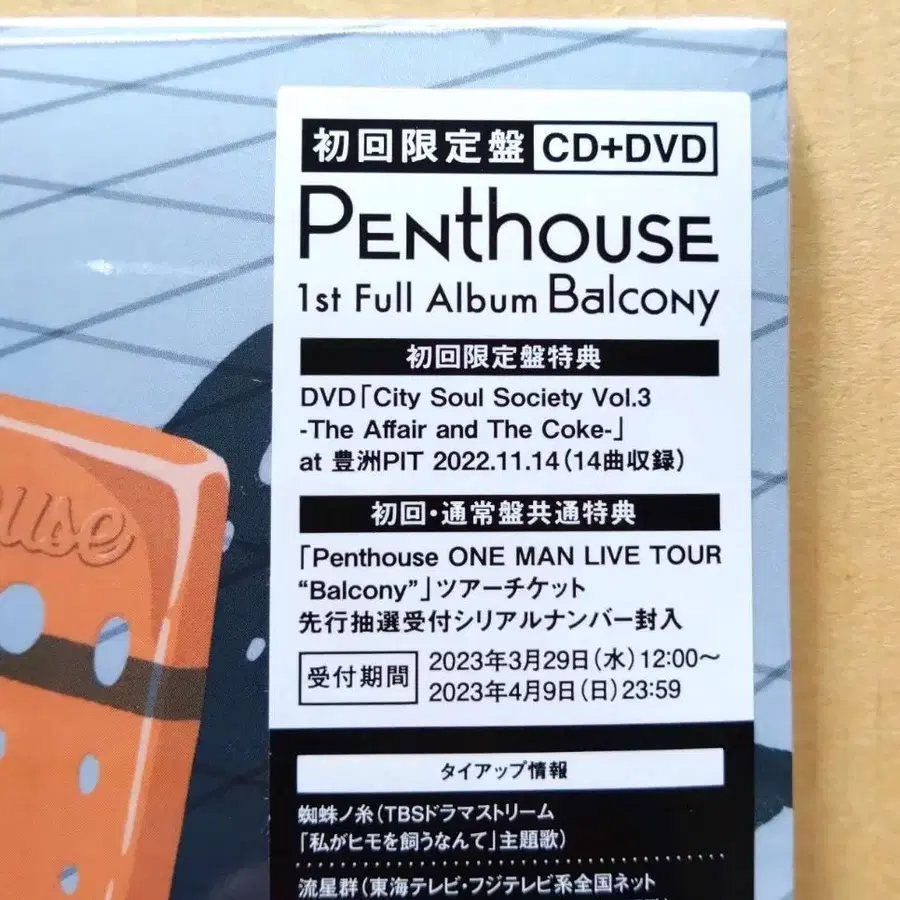 初回限定盤 CD+DVD
PENthOUSE
1st Full Album Balcony
初回限定盤特典
DVD「City Soul Society Vol.3
-The Affair and The Coke-」
at 豊洲PIT 2022.11.14(14曲収録)
初回・通常盤共通特典
「Penthouse ONE MAN LIVE TOUR
“Balcony”」ツアーチケット
先行抽選受付シリアルナンバー封入
受付期間 2023年3月29日(水)12:00〜
2023年4月9日(日)23:59
タイアップ情報
蜘蛛ノ糸(TBSドラマストリーム
「私がヒモを飼うなんて」主題歌)
流星群(東海テレビ・フジテレビ系全国ネット